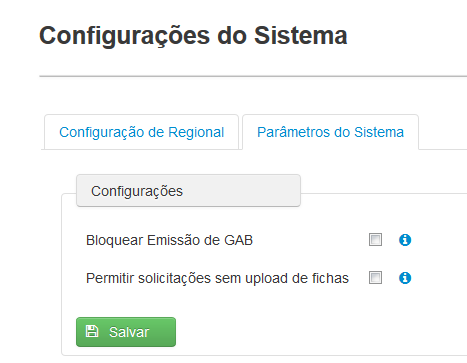 Configurações do Sistema
Configuração de Regional
Parâmetros do Sistema
Configurações
Bloquear Emissão de GAB
Permitir solicitações sem upload de fichas
Salvar